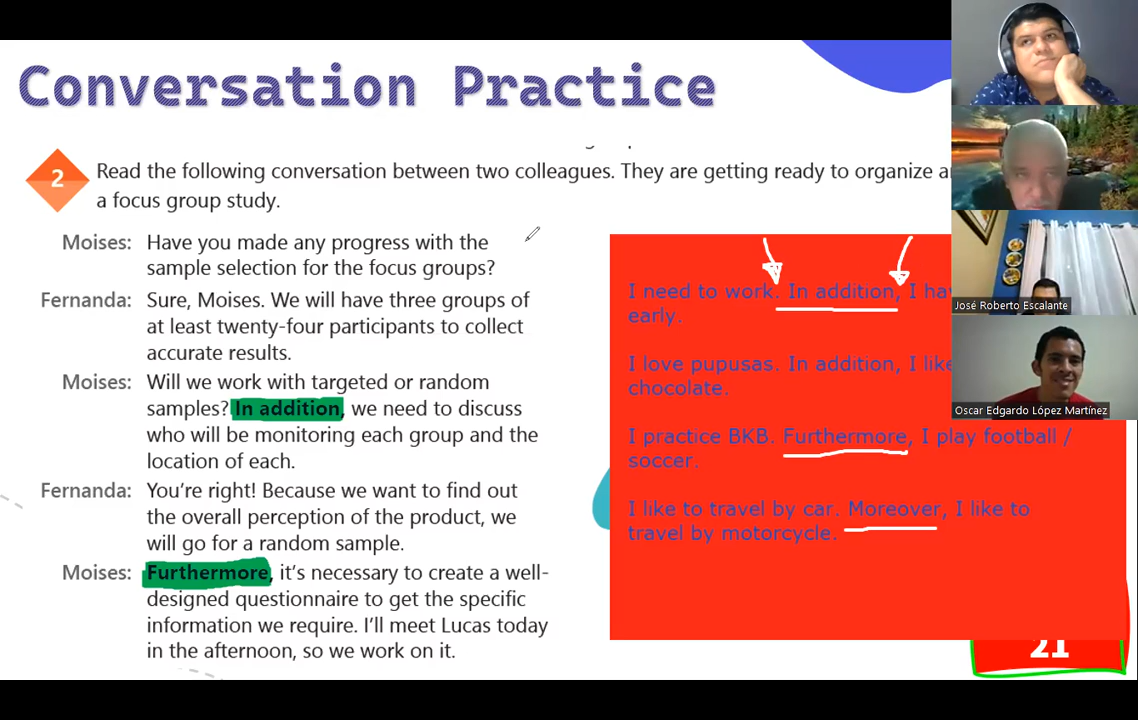 Conversation Practice
2
Read the following conversation between two colleagues. They are getting ready to organize
a focus group study.
Moises: Have you made any progress with the
sample selection for the focus groups?
Fernanda: Sure, Moises. We will have three groups of
at least twenty-four participants to collect
accurate results.
Moises: Will we work with targeted or random
samples? In addition, we need to discuss
who will be monitoring each group and the
location of each.
Fernanda: You're right! Because we want to find out
the overall perception of the product, we
will go for a random sample.
Moises: Furthermore, it's necessary to create a well-
designed questionnaire to get the specific
information we require. I'll meet Lucas today
in the afternoon, so we work on it.
I need to work. In addition, I
early.
I love pupusas. In addition, I like
chocolate.
I practice BKB. Furthermore, I play football /
soccer.
I like to travel by car. Moreover, I like to
travel by motorcycle.
21
José Roberto Escalante
Oscar Edgardo López Martínez